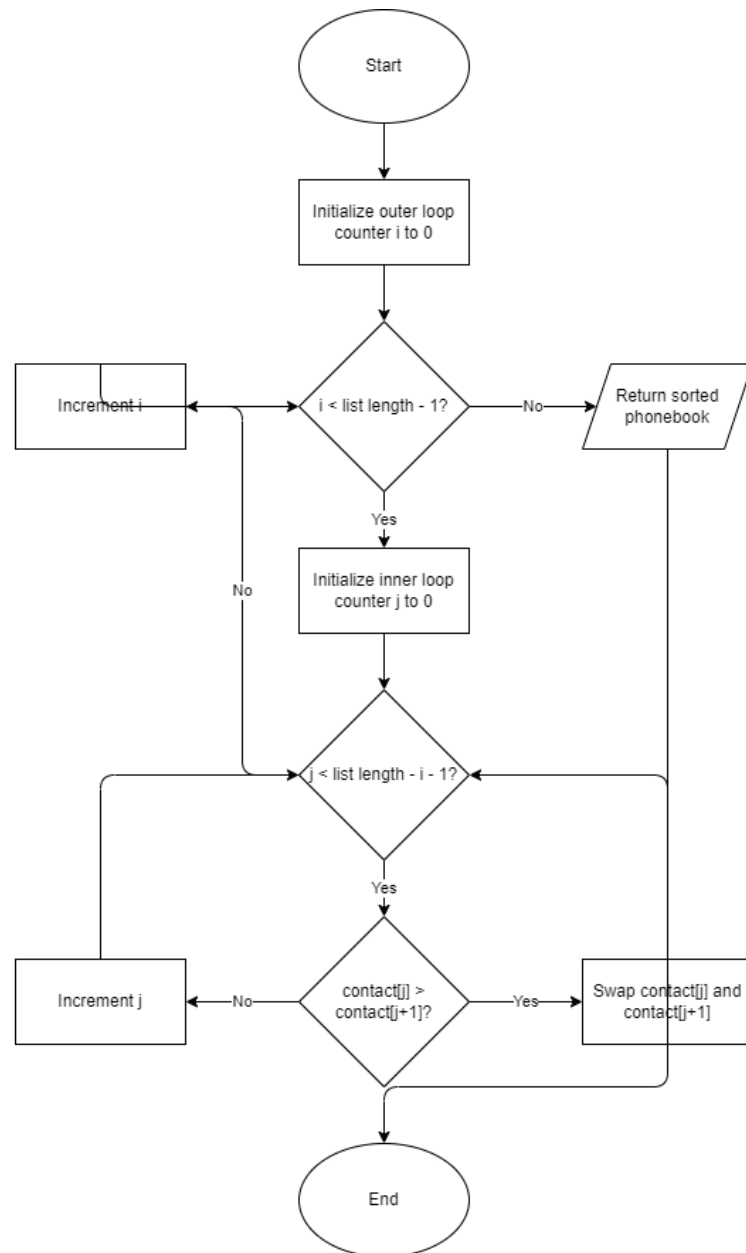 Start
Initialize outer loop
counter i to 0
Increment i
i < list length - 1?
No
Return sorted
phonebook
Yes
Initialize inner loop
counter j to 0
No
j < list length - i - 1?
Yes
Increment j
No
contact[j] >
contact[j+1]?
Yes
Swap contact[j] and
contact[j+1]
End